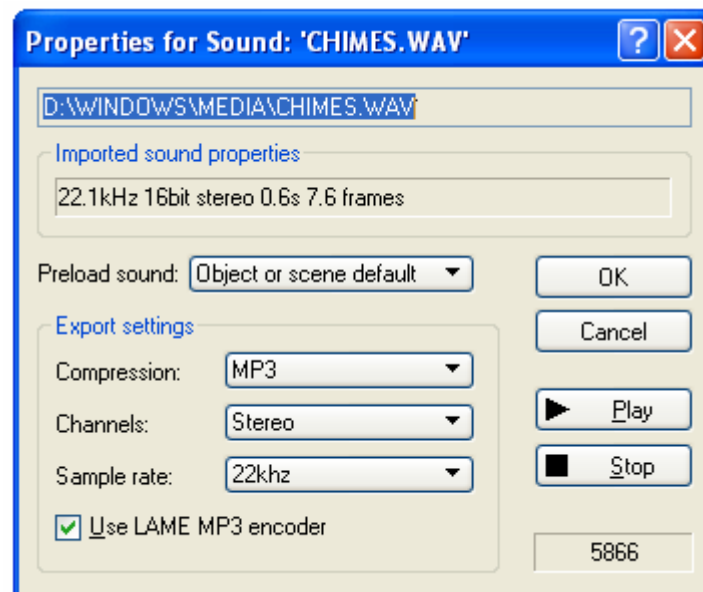 Properties for Sound: 'CHIMES.WAV'
D:\WINDOWS\MEDIA\CHIMES.WAV
Imported sound properties
22.1kHz 16bit stereo 0.6s 7.6 frames
Preload sound: Object or scene default
OK
Export settings
Cancel
Compression: MP3
Channels: Stereo
Play
Sample rate: 22khz
Stop
Use LAME MP3 encoder
5866